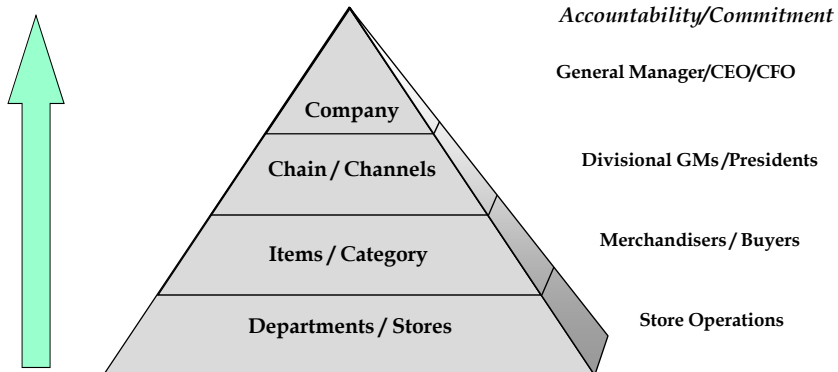 Accountability/Commitment
General Manager/CEO/CFO
Company
Divisional GMs/Presidents
Chain / Channels
Merchandisers / Buyers
Items / Category
Store Operations
Departments / Stores